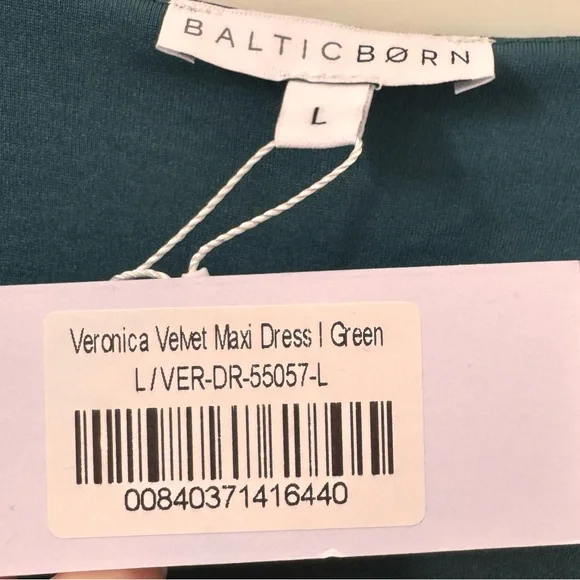 BALTICBØRN
L
Veronica Velvet Maxi Dress | Green
L/VER-DR-55057-L
00840371416440